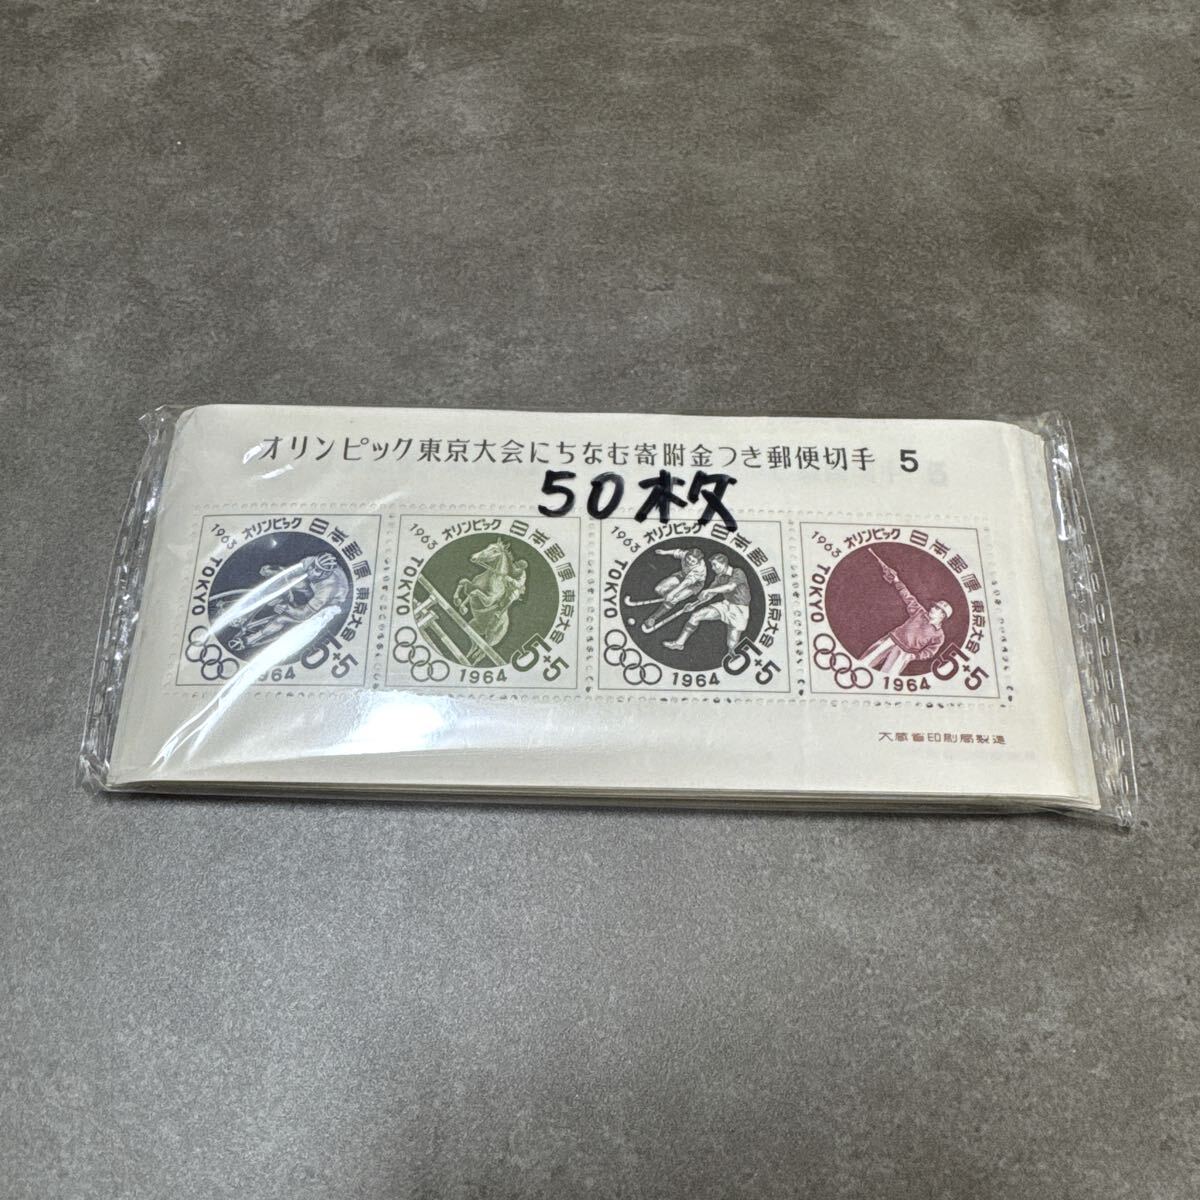 オリンピック東京大会にちなむ寄附金つき郵便切手 5
50枚
1963 オリンピック 日本郵便 東京大会
TOKYO
1964
5+5
1963 オリンピック 日本郵便 東京大会
TOKYO
1964
5+5
1963 オリンピック 日本郵便 東京大会
TOKYO
1964
5+5
1963 オリンピック 日本郵便 東京大会
TOKYO
1964
5+5
大蔵省印刷局製造